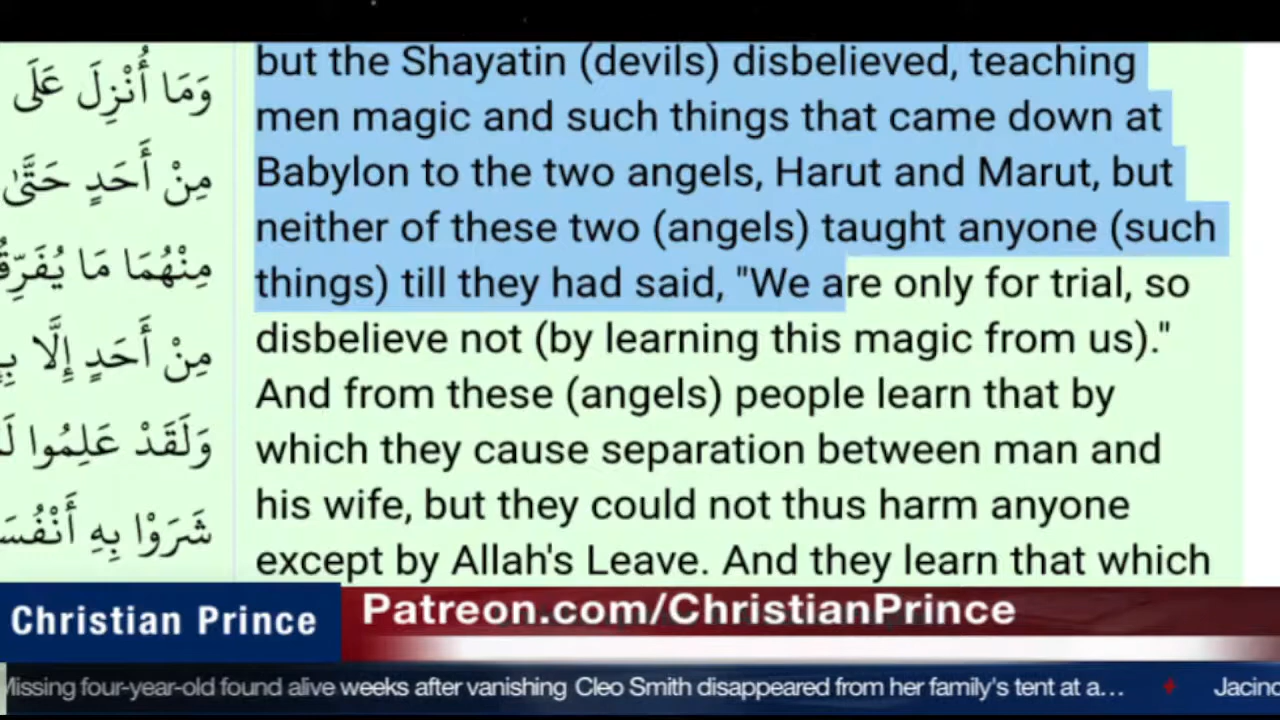 but the Shayatin (devils) disbelieved, teaching
men magic and such things that came down at
Babylon to the two angels, Harut and Marut, but
neither of these two (angels) taught anyone (such
things) till they had said, "We are only for trial, so
disbelieve not (by learning this magic from us)."
And from these (angels) people learn that by
which they cause separation between man and
his wife, but they could not thus harm anyone
except by Allah's Leave. And they learn that which
وَمَا أُنْزِلَ عَلَى
مِنْ أَحَدٍ حَتَّىٰ
مِنْهُمَا مَا
مِنْ أَحَدٍ إِلَّا
وَلَقَدْ عَلِمُوا
شَرَوْا بِهِ
Christian Prince
Patreon.com/ChristianPrince
Missing four-year-old found alive weeks after vanishing Cleo Smith disappeared from her family's tent at a... Jacinc